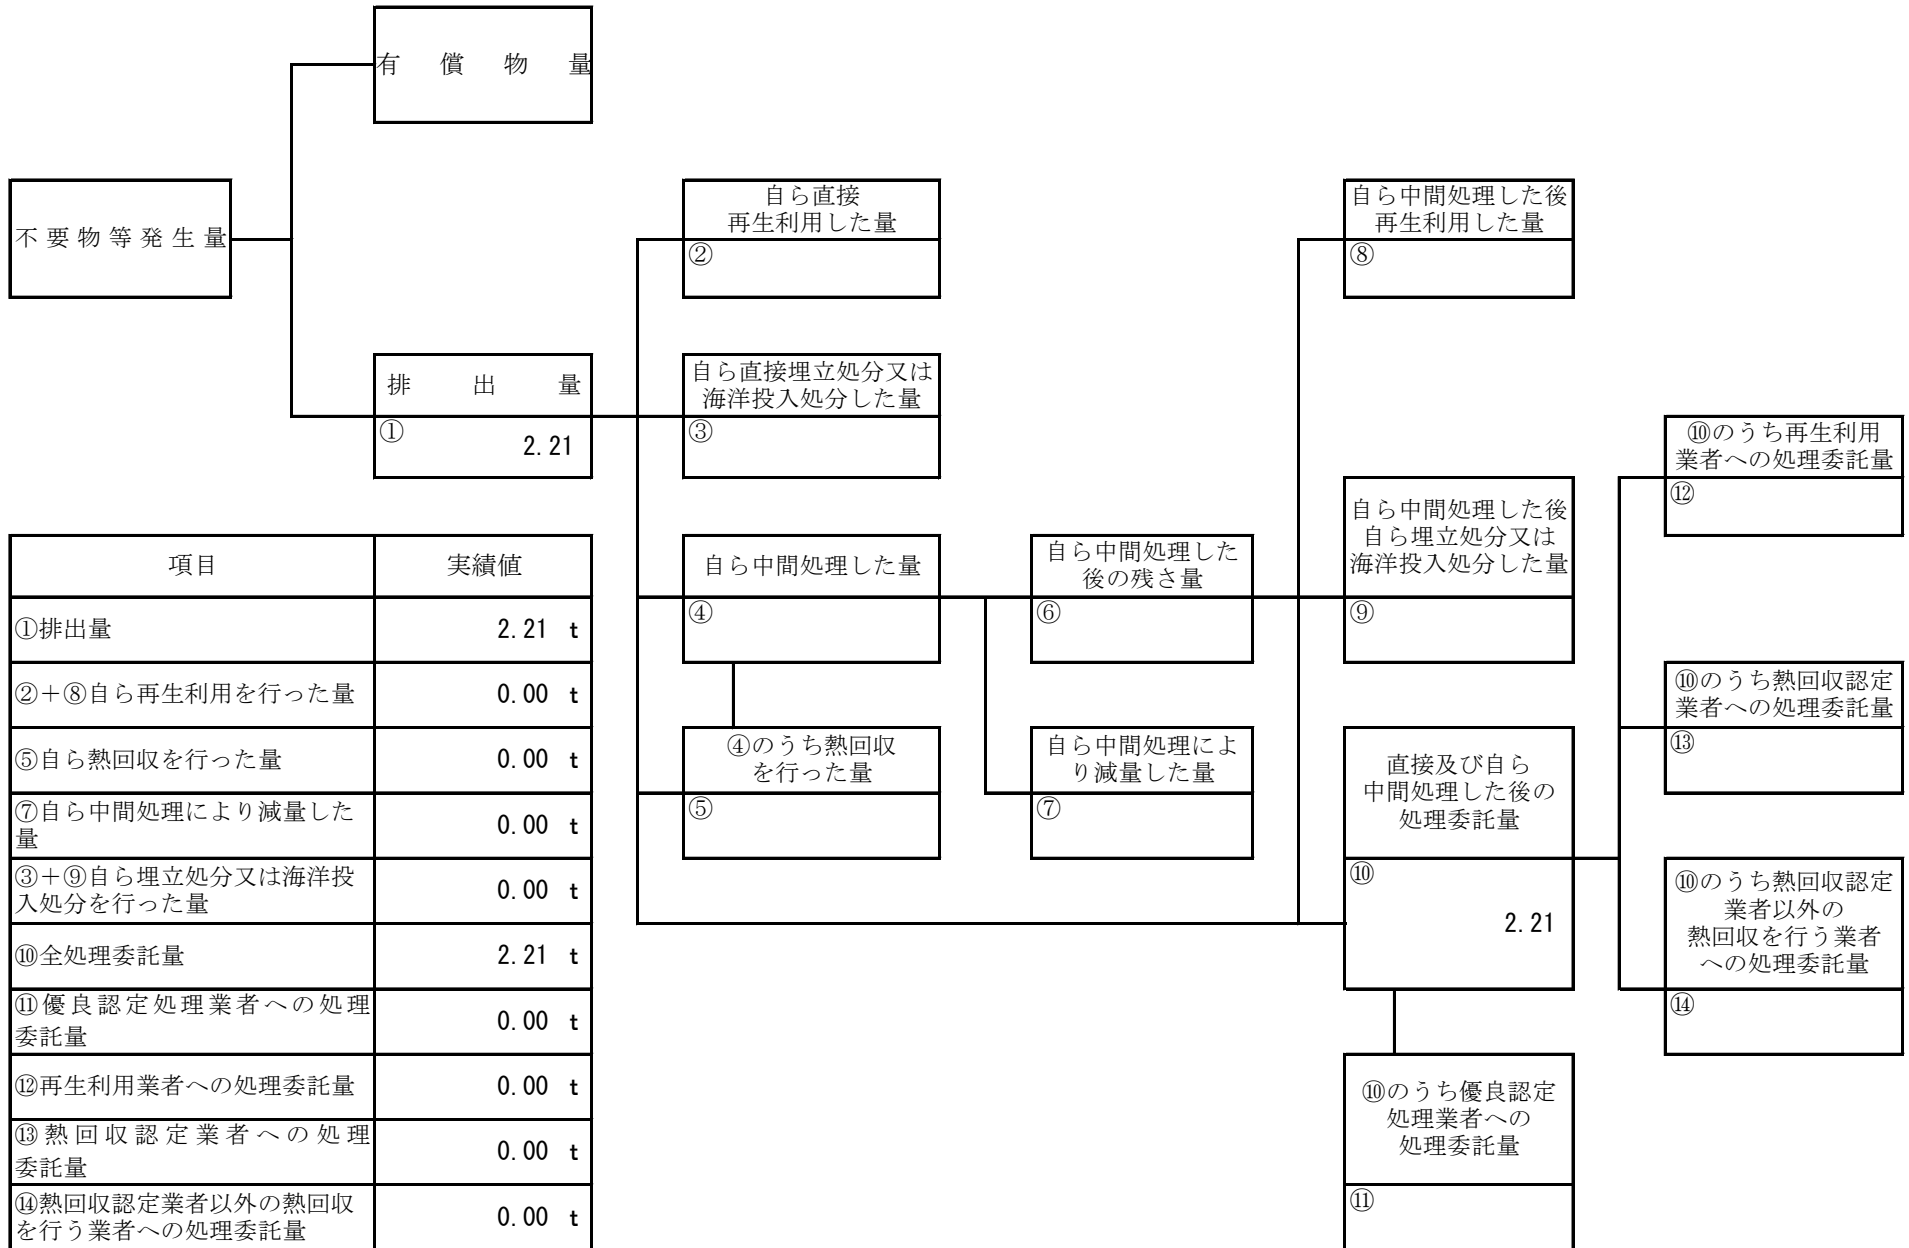 有償物量
不要物等発生量
自ら直接
再生利用した量
②
自ら中間処理した後
再生利用した量
⑧
排出量
① 2.21
自ら直接埋立処分又は
海洋投入処分した量
③
⑩のうち再生利用
業者への処理委託量
⑫
自ら中間処理した量
④
自ら中間処理した
後の残さ量
⑥
自ら中間処理した後
自ら埋立処分又は
海洋投入処分した量
⑨
⑩のうち熱回収認定
業者への処理委託量
⑬
④のうち熱回収
を行った量
⑤
自ら中間処理によ
り減量した量
⑦
直接及び自ら
中間処理した後の
処理委託量
⑩
2.21
⑩のうち熱回収認定
業者以外の
熱回収を行う業者
への処理委託量
⑭
⑩のうち優良認定
処理業者への
処理委託量
⑪
項目 実績値
①排出量 2.21 t
②＋⑧自ら再生利用を行った量 0.00 t
⑤自ら熱回収を行った量 0.00 t
⑦自ら中間処理により減量した
量 0.00 t
③＋⑨自ら埋立処分又は海洋投
入処分を行った量 0.00 t
⑩全処理委託量 2.21 t
⑪優良認定処理業者への処理
委託量 0.00 t
⑫再生利用業者への処理委託量 0.00 t
⑬熱回収認定業者への処理
委託量 0.00 t
⑭熱回収認定業者以外の熱回収
を行う業者への処理委託量 0.00 t